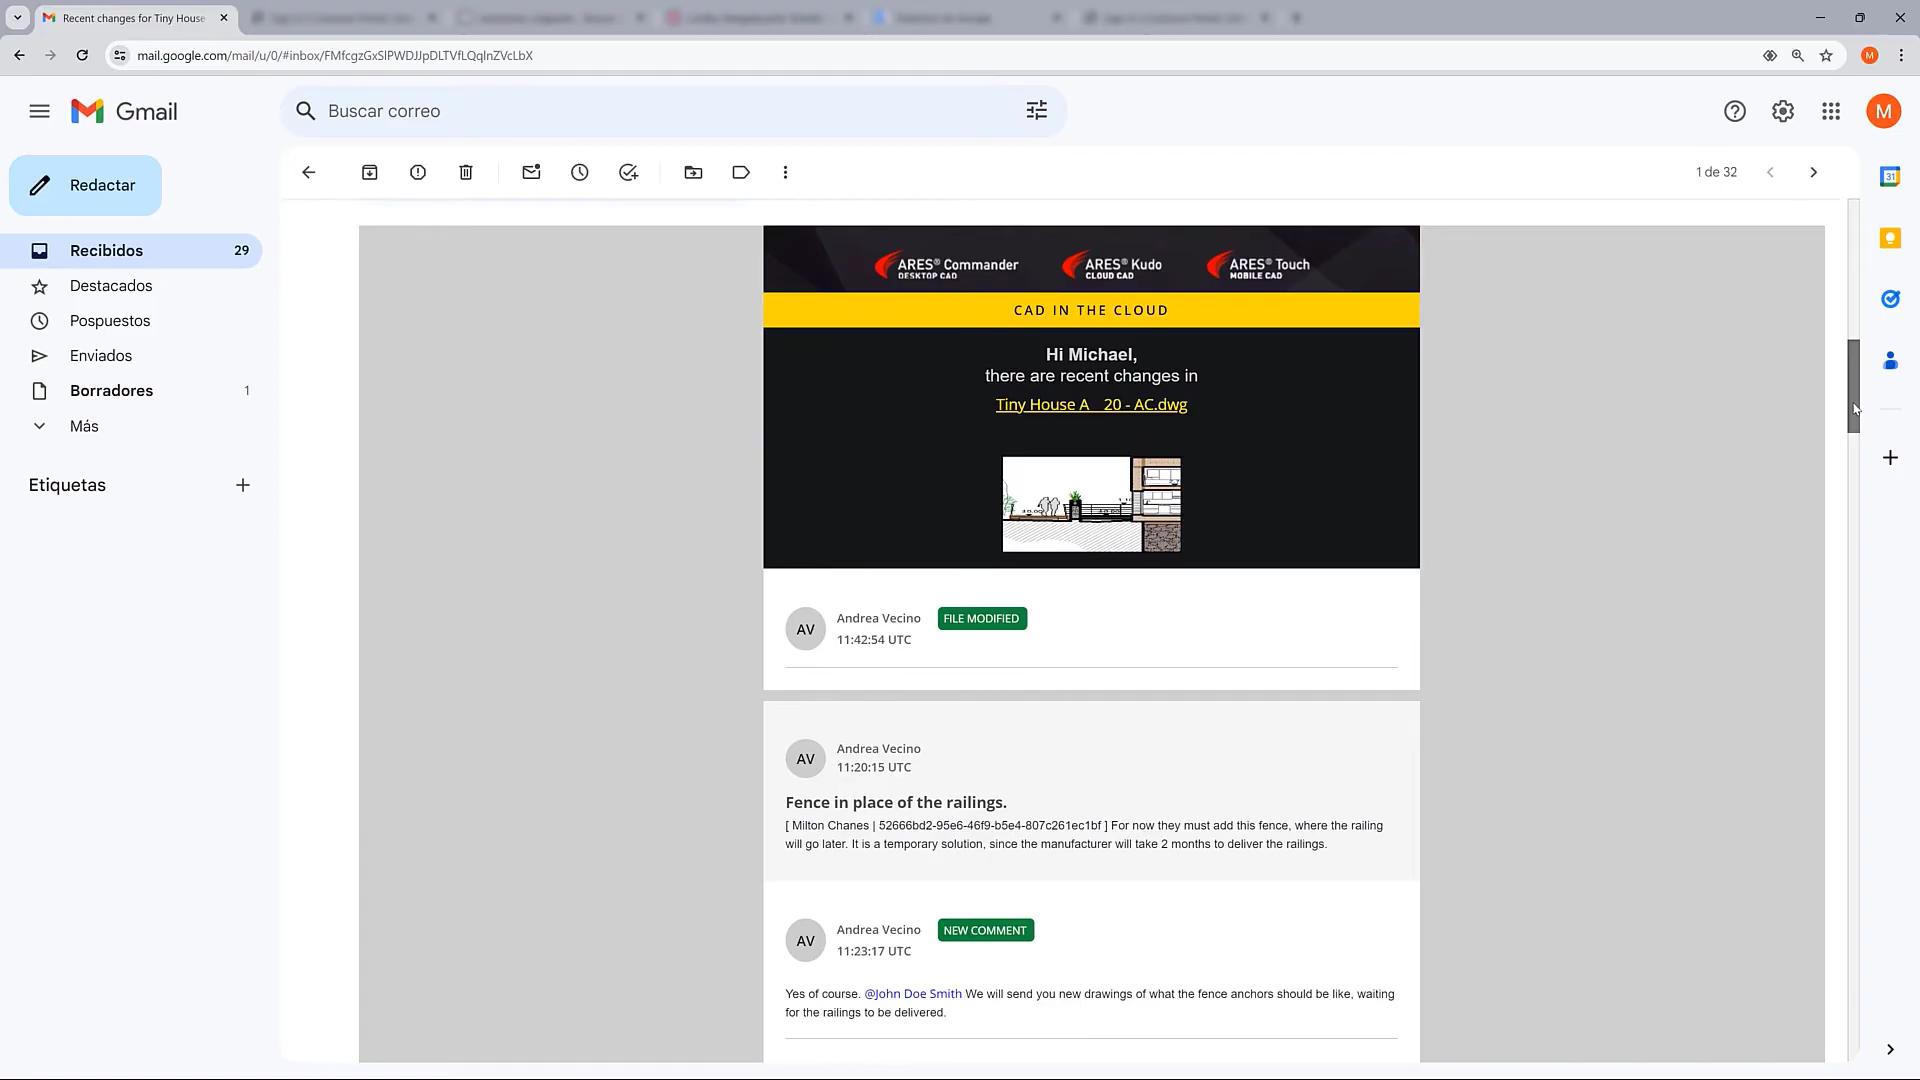 Recent changes for Tiny House
mail.google.com/mail/u/0/#inbox/FMfcgzGxSlPWDJJpDLTVfLQqlnZVcLbX
M
Gmail
Buscar correo
M
Redactar
1 de 32
31
Recibidos 29
Destacados
Pospuestos
Enviados
Borradores 1
Más
Etiquetas
ARES® Commander
DESKTOP CAD
ARES® Kudo
CLOUD CAD
ARES® Touch
MOBILE CAD
CAD IN THE CLOUD
Hi Michael,
there are recent changes in
Tiny House A__20 - AC.dwg
AV
Andrea Vecino FILE MODIFIED
11:42:54 UTC
AV
Andrea Vecino
11:20:15 UTC
Fence in place of the railings.
[ Milton Chanes | 52666bd2-95e6-46f9-b5e4-807c261ec1bf ] For now they must add this fence, where the railing
will go later. It is a temporary solution, since the manufacturer will take 2 months to deliver the railings.
AV
Andrea Vecino NEW COMMENT
11:23:17 UTC
Yes of course. @John Doe Smith We will send you new drawings of what the fence anchors should be like, waiting
for the railings to be delivered.